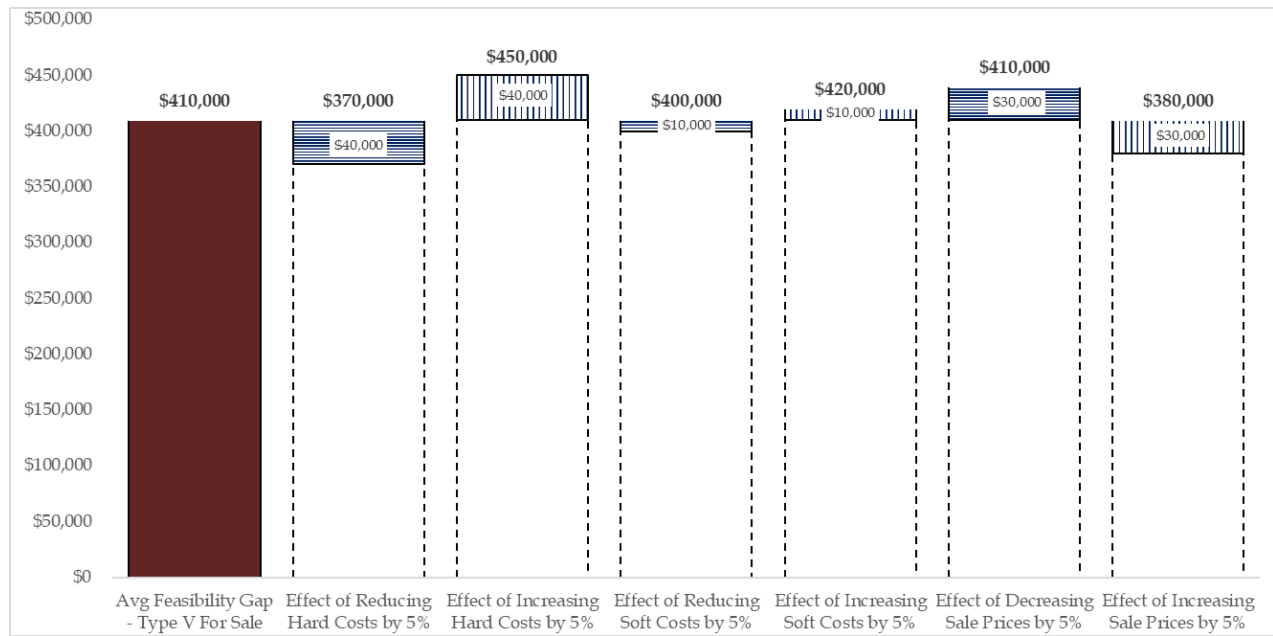 $500,000
$450,000
$400,000
$350,000
$300,000
$250,000
$200,000
$150,000
$100,000
$50,000
$0
$410,000
$370,000
$450,000
$400,000
$420,000
$410,000
$380,000
$40,000
$40,000
$10,000
$10,000
$30,000
$30,000
Avg Feasibility Gap
- Type V For Sale
Effect of Reducing
Hard Costs by 5%
Effect of Increasing
Hard Costs by 5%
Effect of Reducing
Soft Costs by 5%
Effect of Increasing
Soft Costs by 5%
Effect of Decreasing
Sale Prices by 5%
Effect of Increasing
Sale Prices by 5%